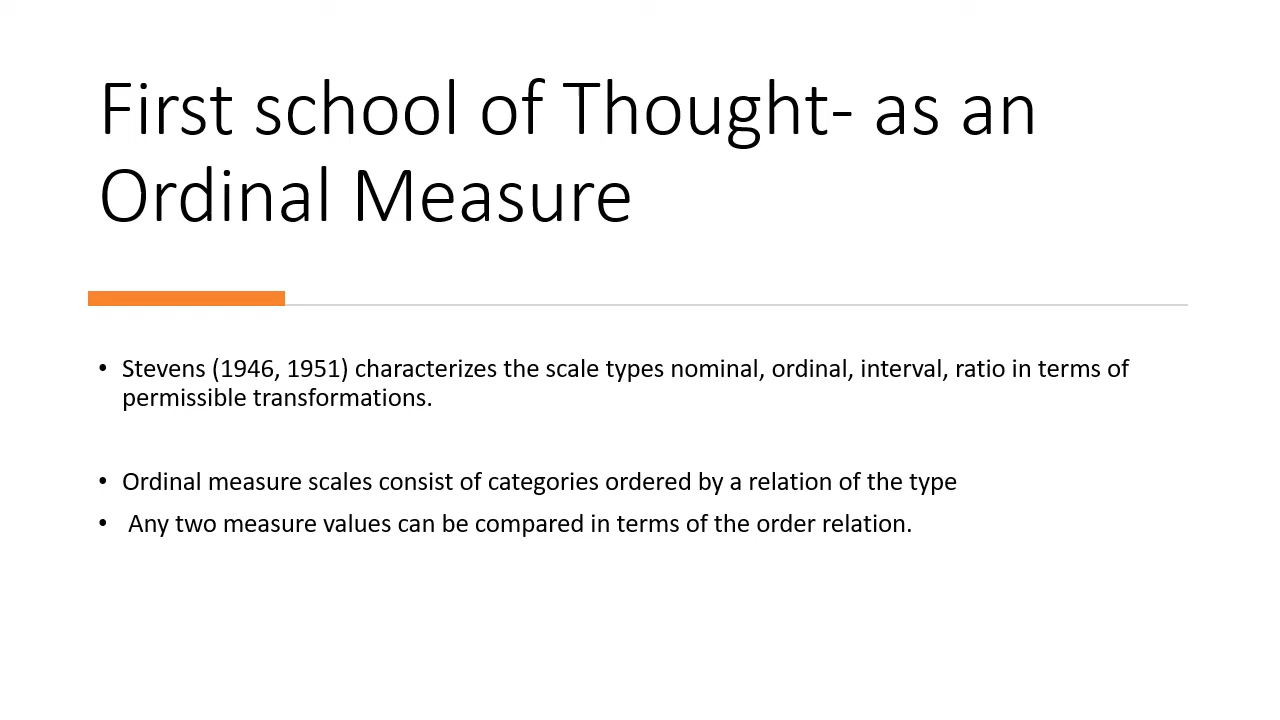 First school of Thought- as an
Ordinal Measure
• Stevens (1946, 1951) characterizes the scale types nominal, ordinal, interval, ratio in terms of
permissible transformations.
• Ordinal measure scales consist of categories ordered by a relation of the type
• Any two measure values can be compared in terms of the order relation.